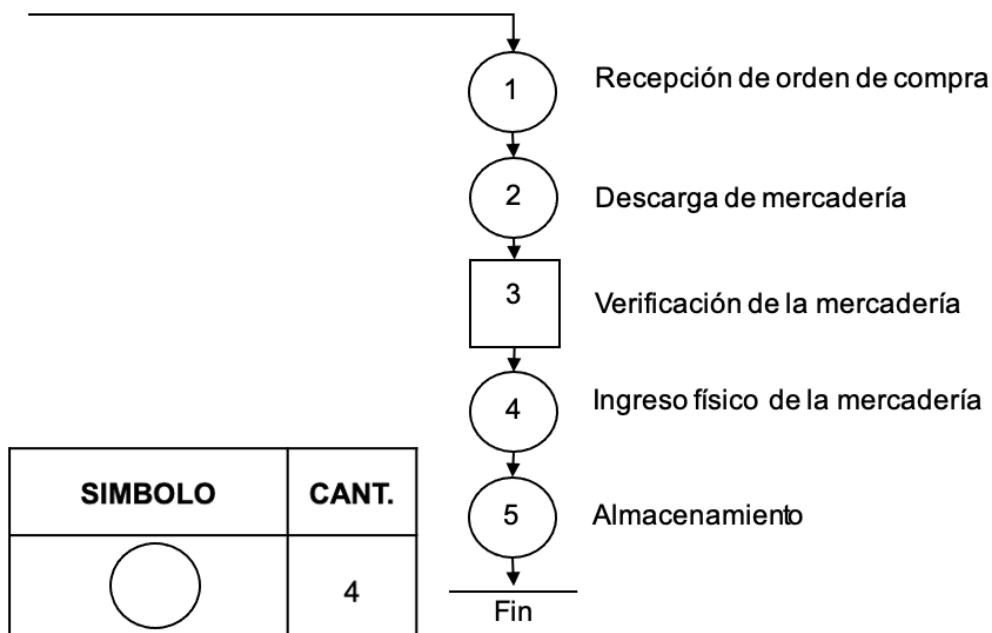 1 Recepción de orden de compra
2 Descarga de mercadería
3 Verificación de la mercadería
4 Ingreso físico de la mercadería
5 Almacenamiento
Fin
SIMBOLO CANT.
4